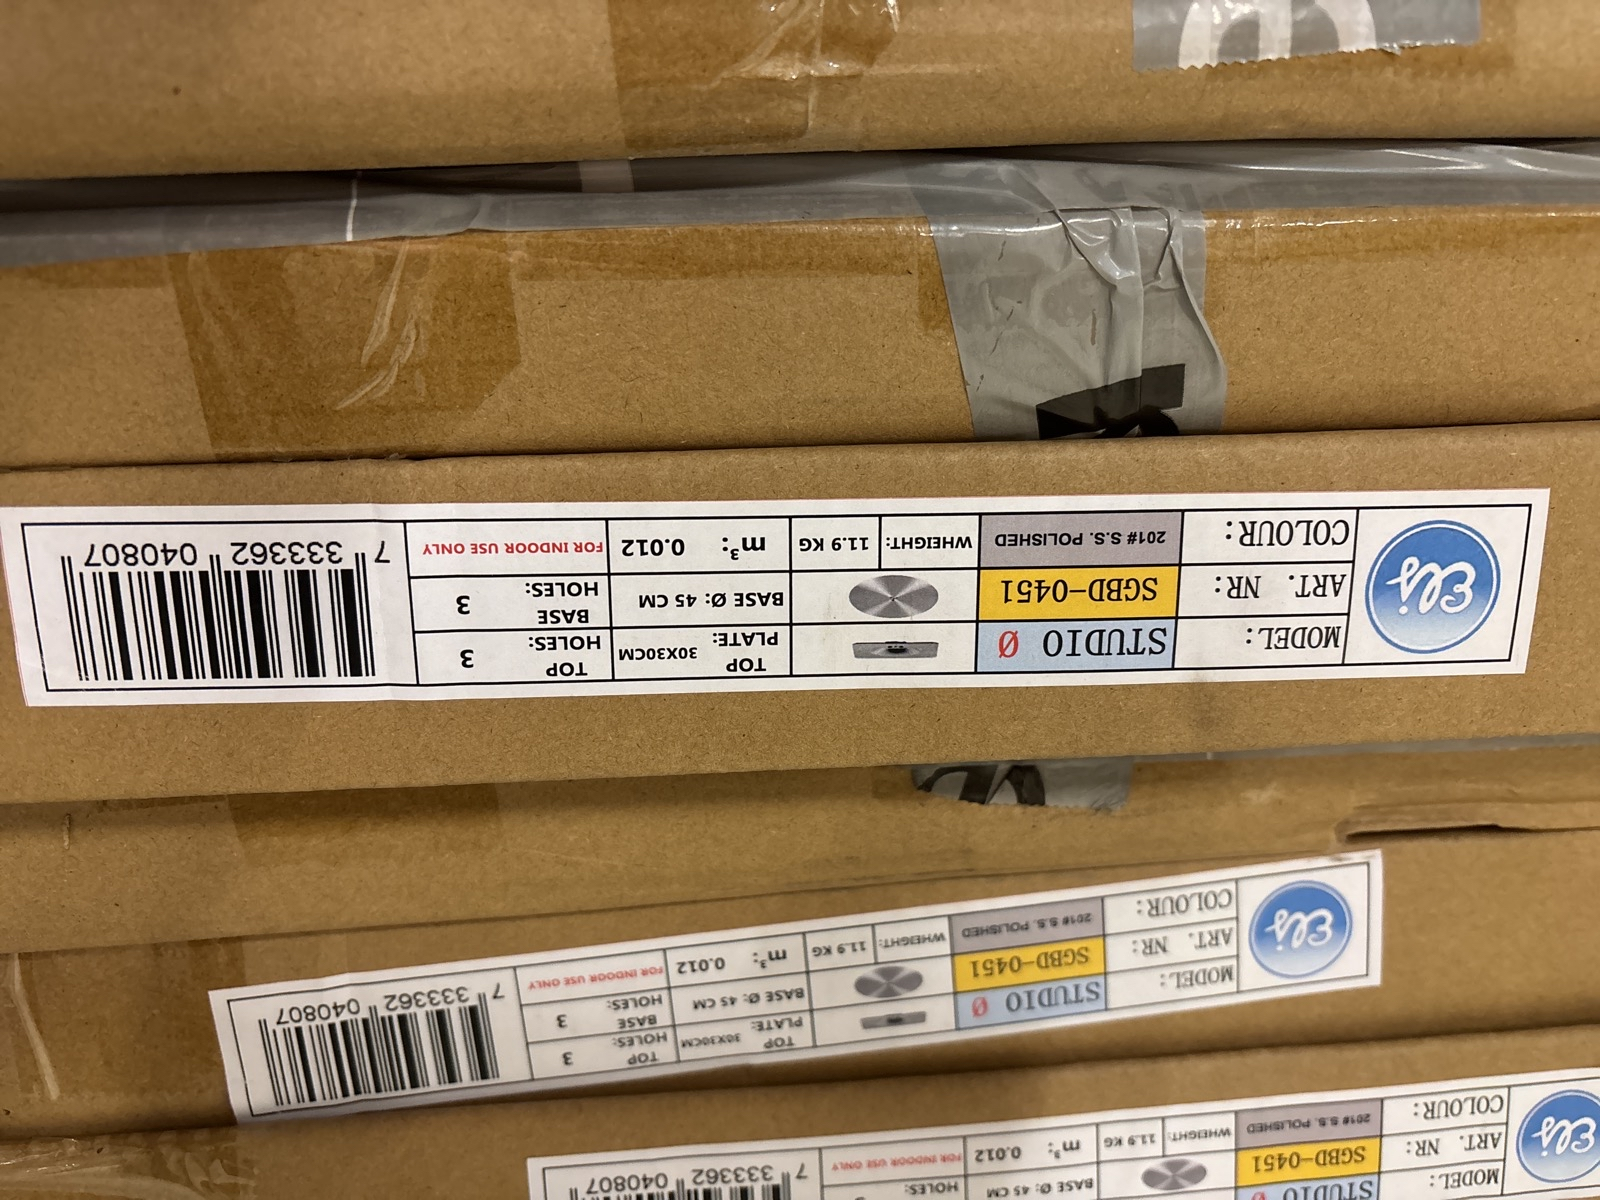 Els
MODEL: STUDIO Ø TOP PLATE: 30X30CM TOP HOLES: 3
ART. NR: SGBD-0451 BASE Ø: 45 CM BASE HOLES: 3
COLOUR: 201# S.S. POLISHED WHEIGHT: 11.9 KG m³: 0.012 FOR INDOOR USE ONLY
7 333362 040807
Els
MODEL: STUDIO Ø TOP PLATE: 30X30CM TOP HOLES: 3
ART. NR: SGBD-0451 BASE Ø: 45 CM BASE HOLES: 3
COLOUR: 201# S.S. POLISHED WHEIGHT: 11.9 KG m³: 0.012 FOR INDOOR USE ONLY
7 333362 040807
Els
MODEL: STUDIO Ø
ART. NR: SGBD-0451 BASE Ø: 45 CM HOLES: 3
COLOUR: 201# S.S. POLISHED WHEIGHT: 11.9 KG m³: 0.012 FOR INDOOR USE ONLY
7 333362 040807